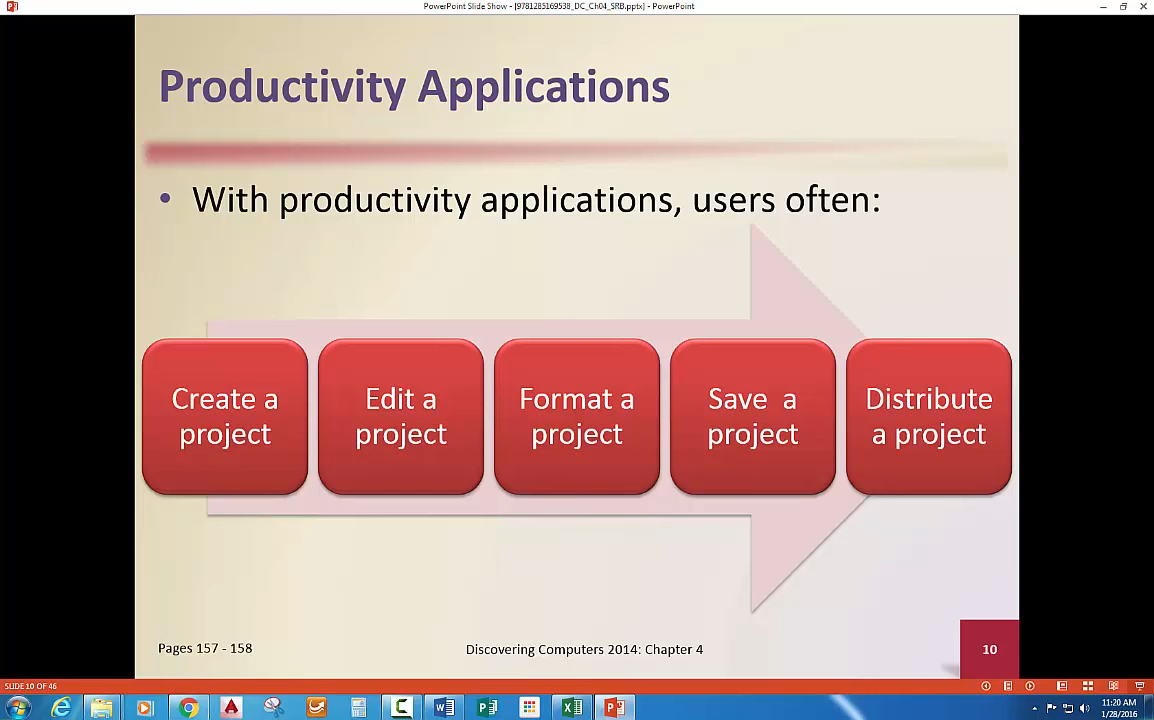 PowerPoint Slide Show - [9781285169538_DC_Ch04_SRB.pptx] - PowerPoint
Productivity Applications
• With productivity applications, users often:
Create a
project
Edit a
project
Format a
project
Save a
project
Distribute
a project
Pages 157 - 158
Discovering Computers 2014: Chapter 4
10
SLIDE 10 OF 46
11:20 AM
1/28/2016